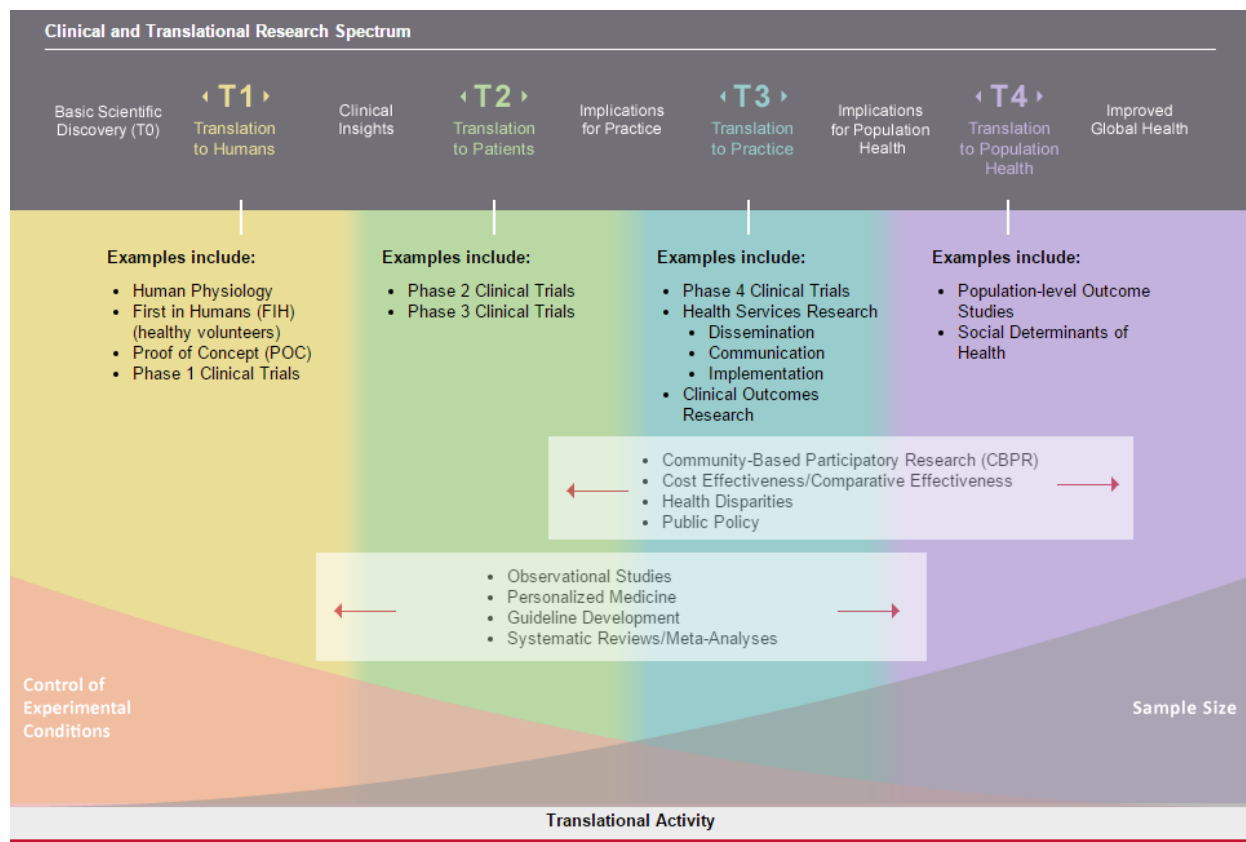 Clinical and Translational Research Spectrum
Basic Scientific
Discovery (T0)
T1
Translation
to Humans
Clinical
Insights
T2
Translation
to Patients
Implications
for Practice
T3
Translation
to Practice
Implications
for Population
Health
T4
Translation
to Population
Health
Improved
Global Health
Examples include:
• Human Physiology
• First in Humans (FIH)
(healthy volunteers)
• Proof of Concept (POC)
• Phase 1 Clinical Trials
Examples include:
• Phase 2 Clinical Trials
• Phase 3 Clinical Trials
Examples include:
• Phase 4 Clinical Trials
• Health Services Research
• Dissemination
• Communication
• Implementation
• Clinical Outcomes
Research
Examples include:
• Population-level Outcome
Studies
• Social Determinants of
Health
• Community-Based Participatory Research (CBPR)
• Cost Effectiveness/Comparative Effectiveness
• Health Disparities
• Public Policy
• Observational Studies
• Personalized Medicine
• Guideline Development
• Systematic Reviews/Meta-Analyses
Control of
Experimental
Conditions
Sample Size
Translational Activity